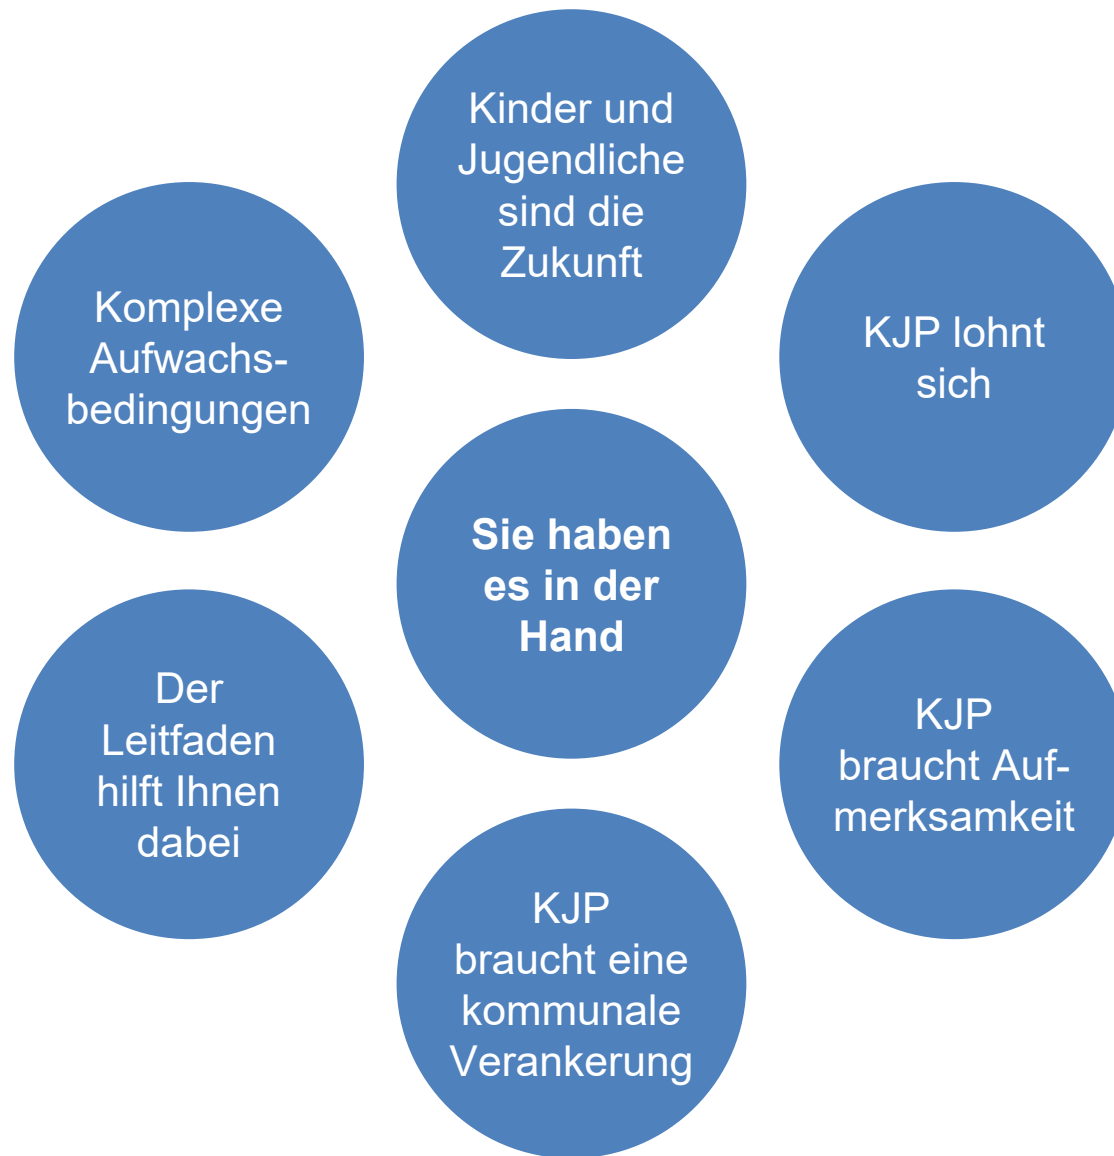 Kinder und
Jugendliche
sind die
Zukunft
Komplexe
Aufwachs-
bedingungen
KJP lohnt
sich
Sie haben
es in der
Hand
Der
Leitfaden
hilft Ihnen
dabei
KJP
braucht Auf-
merksamkeit
KJP
braucht eine
kommunale
Verankerung